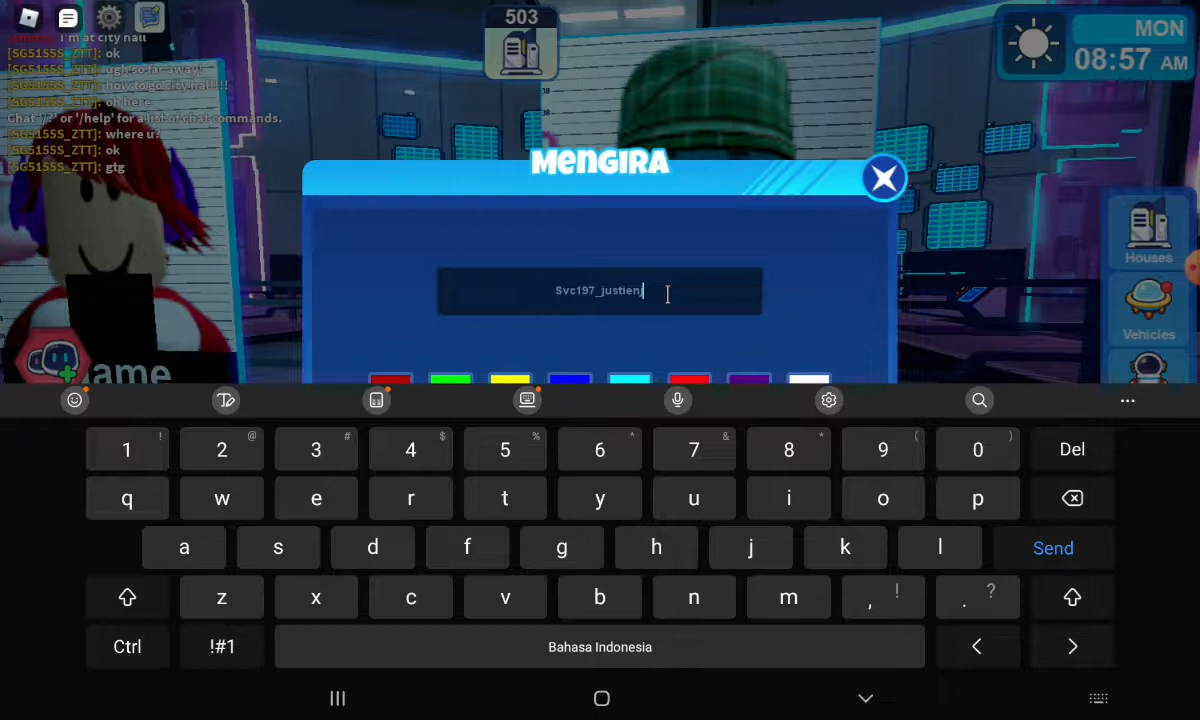 I'm at city hall
[SG5155S_ZTT]: ok
[SG5155S_ZTT]: ugh so far away!
[SG5155S_ZTT]: how to go city hall!!!!
[SG5155S_ZTT]: oh here
Chat '/?' or '/help' for a list of chat commands.
[SG5155S_ZTT]: where u?
[SG5155S_ZTT]: ok
[SG5155S_ZTT]: gtg
503
MON
08:57 AM
MENGIRA
Svc197_justienj
Houses
Vehicles
ame
1 ! 2 @ 3 # 4 $ 5 % 6 ^ 7 & 8 * 9 ( 0 ) Del
q w e r t y u i o p
a s d f g h j k l Send
z x c v b n m , ! . ?
Ctrl !#1 Bahasa Indonesia < >